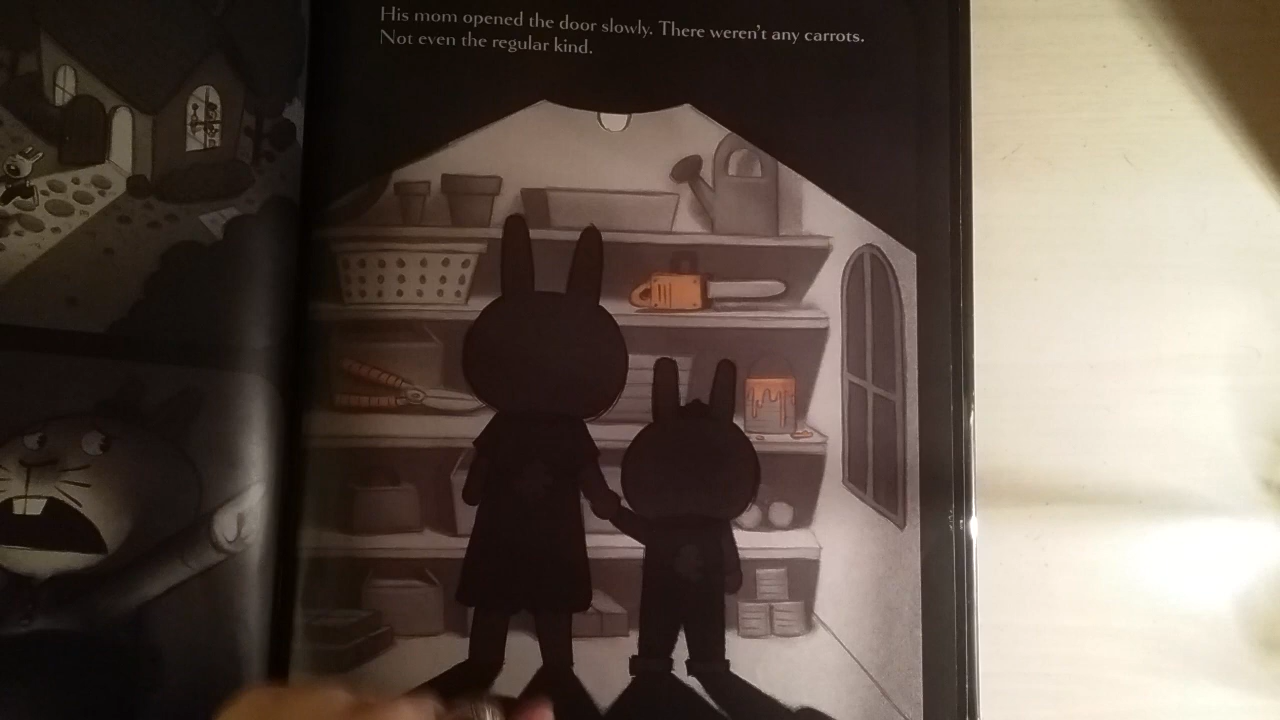 His mom opened the door slowly. There weren't any carrots.
Not even the regular kind.